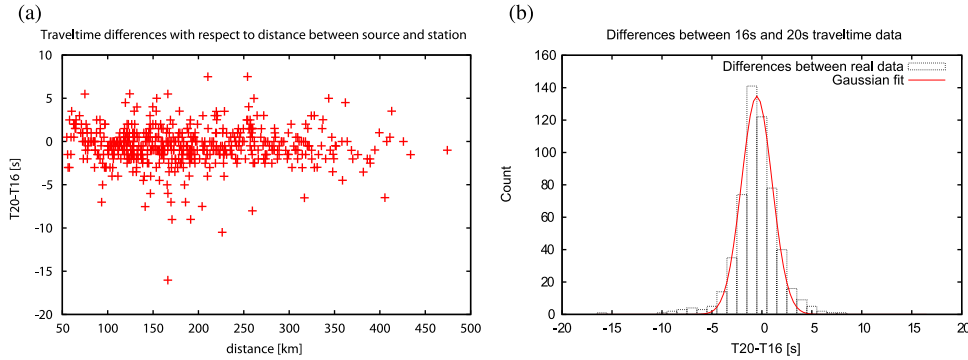 (a)
Traveltime differences with respect to distance between source and station
10
5
0
-5
-10
-15
-20
T20-T16 [s]
50 100 150 200 250 300 350 400 450 500
distance [km]
(b)
Differences between 16s and 20s traveltime data
Differences between real data
Gaussian fit
160
140
120
100
80
60
40
20
0
Count
-20 -15 -10 -5 0 5 10 15 20
T20-T16 [s]